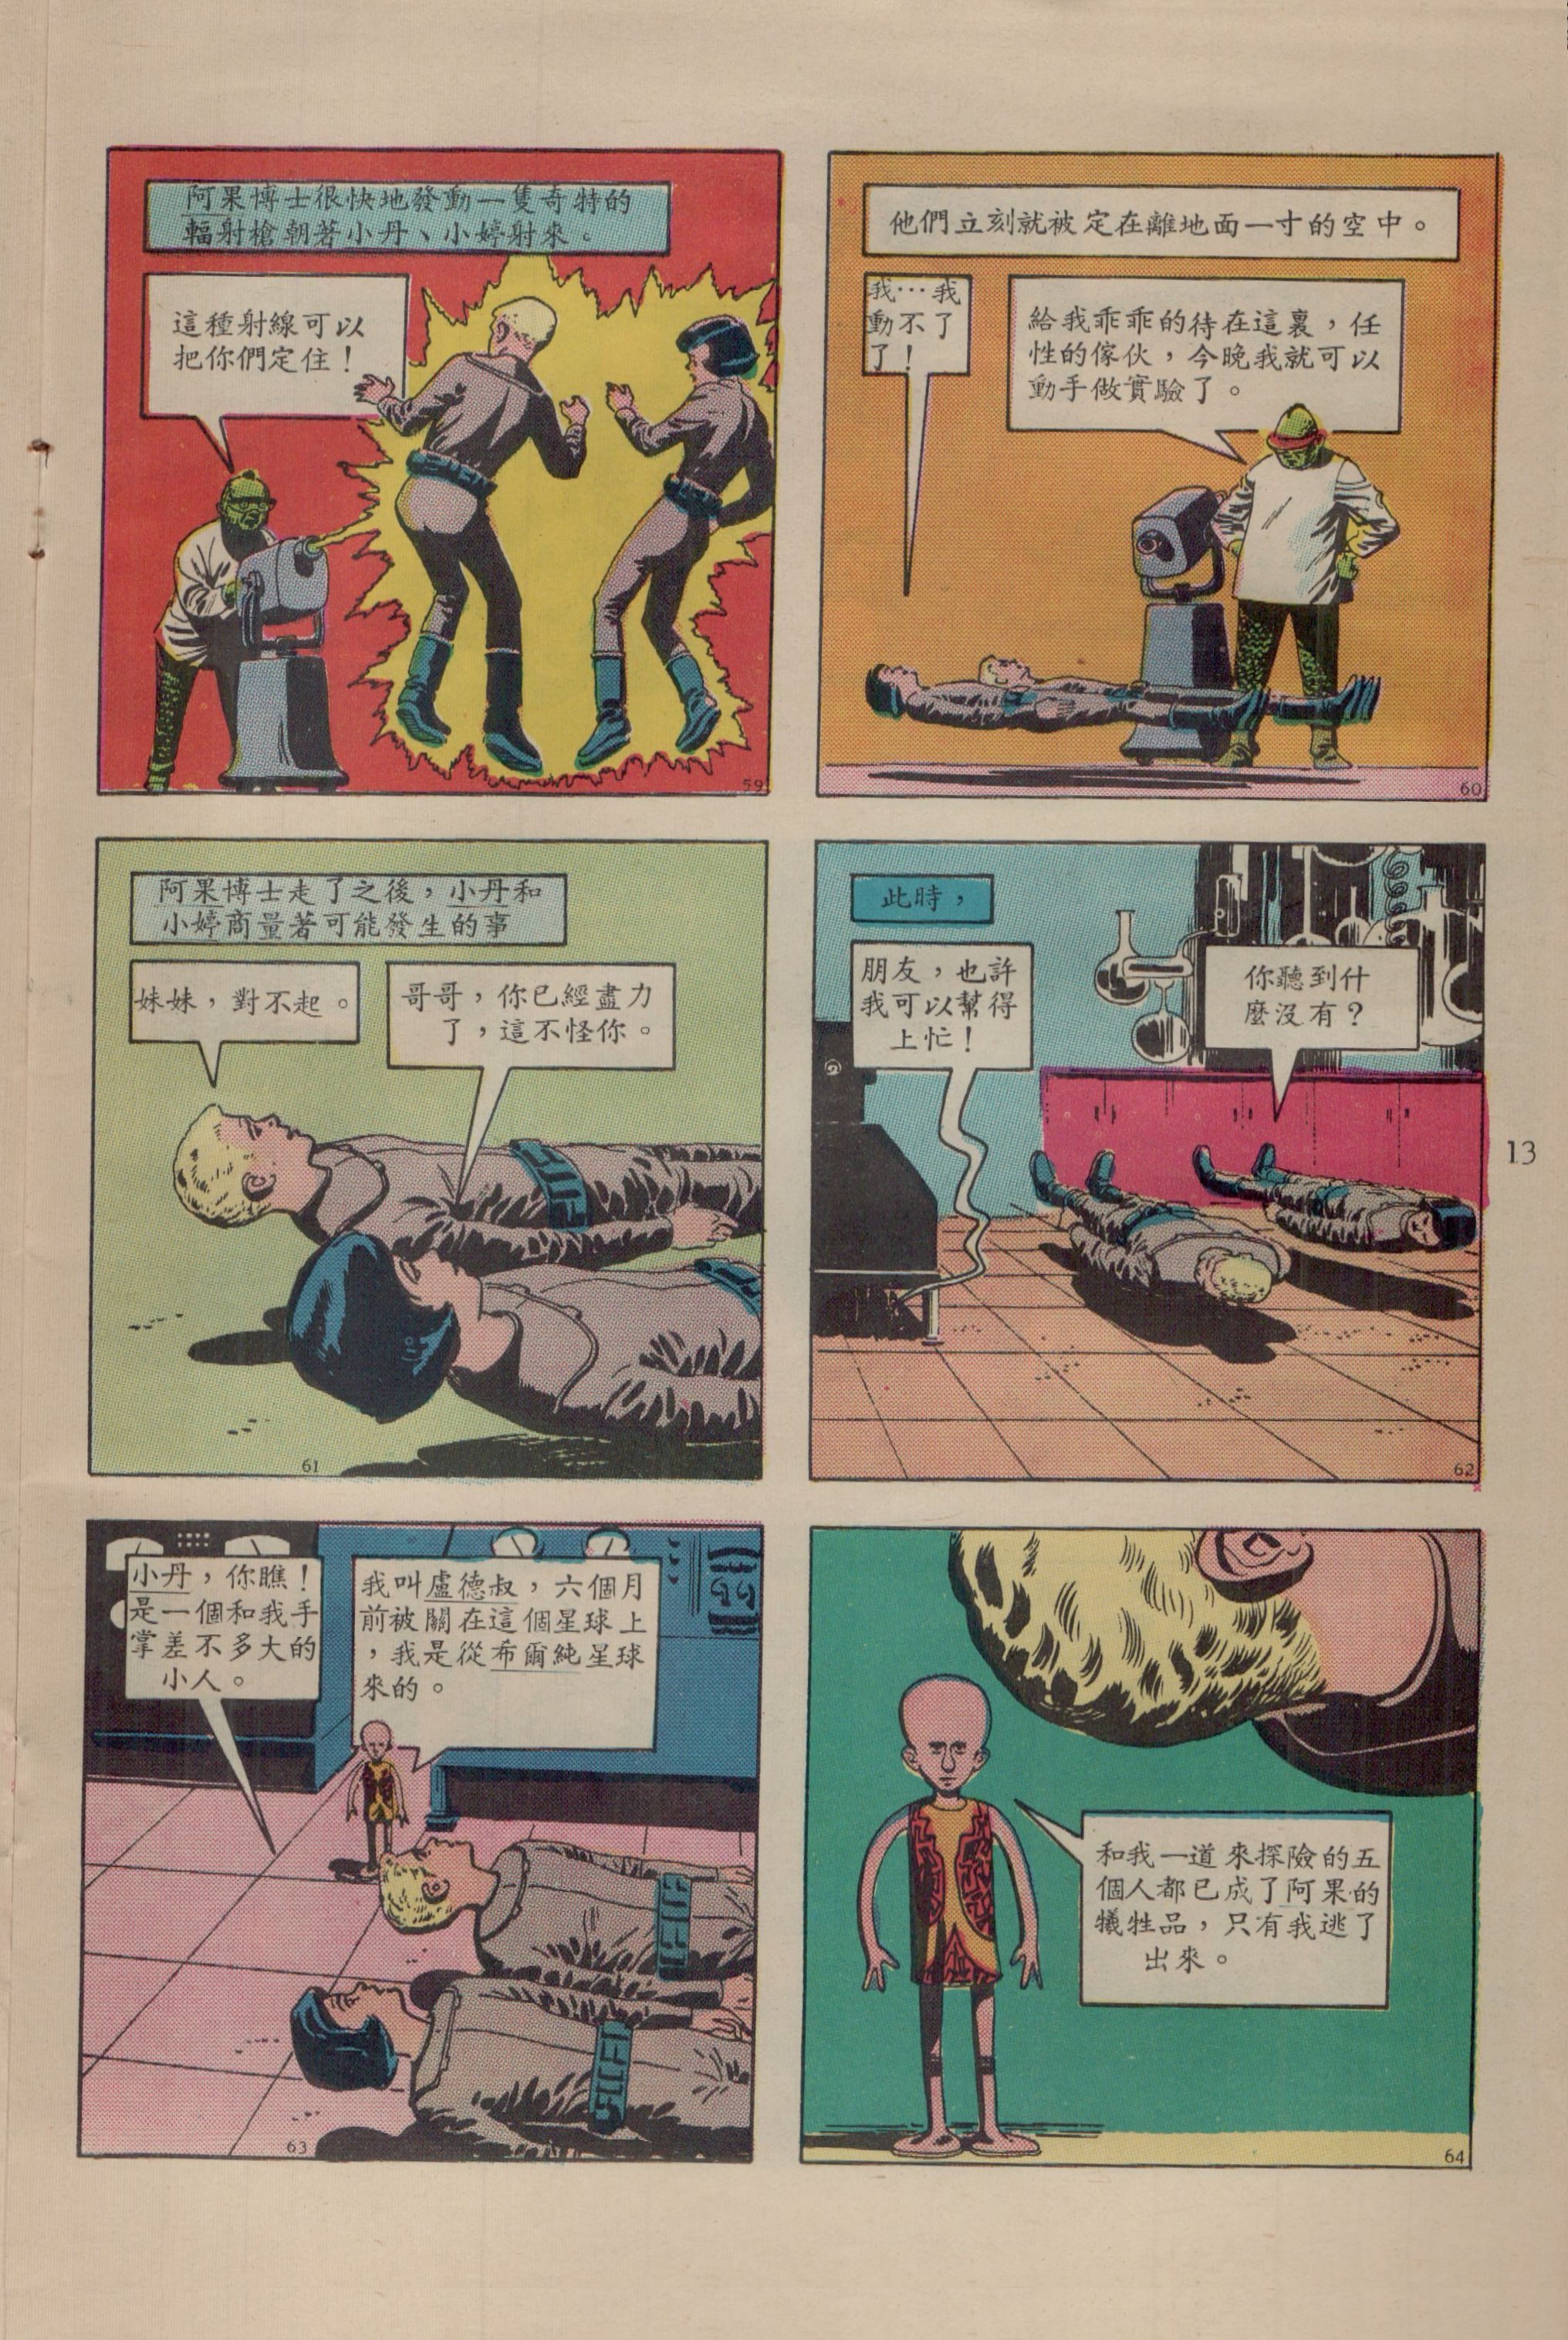 阿果博士很快地發動一隻奇特的
輻射槍朝著小丹、小婷射來。
這種射線可以
把你們定住！
59
他們立刻就被定在離地面一寸的空中。
我…我
動不了
了！
給我乖乖的待在這裏，任
性的傢伙，今晚我就可以
動手做實驗了。
60
阿果博士走了之後，小丹和
小婷商量著可能發生的事
妹妹，對不起。
哥哥，你已經盡力
了，這不怪你。
61
此時，
朋友，也許
我可以幫得
上忙！
你聽到什
麼沒有？
62
13
小丹，你瞧！
是一個和我手
掌差不多大的
小人。
我叫盧德叔，六個月
前被關在這個星球上
，我是從布爾純星球
來的。
63
和我一道來探險的五
個人都已成了阿果的
犧牲品，只有我逃了
出來。
64